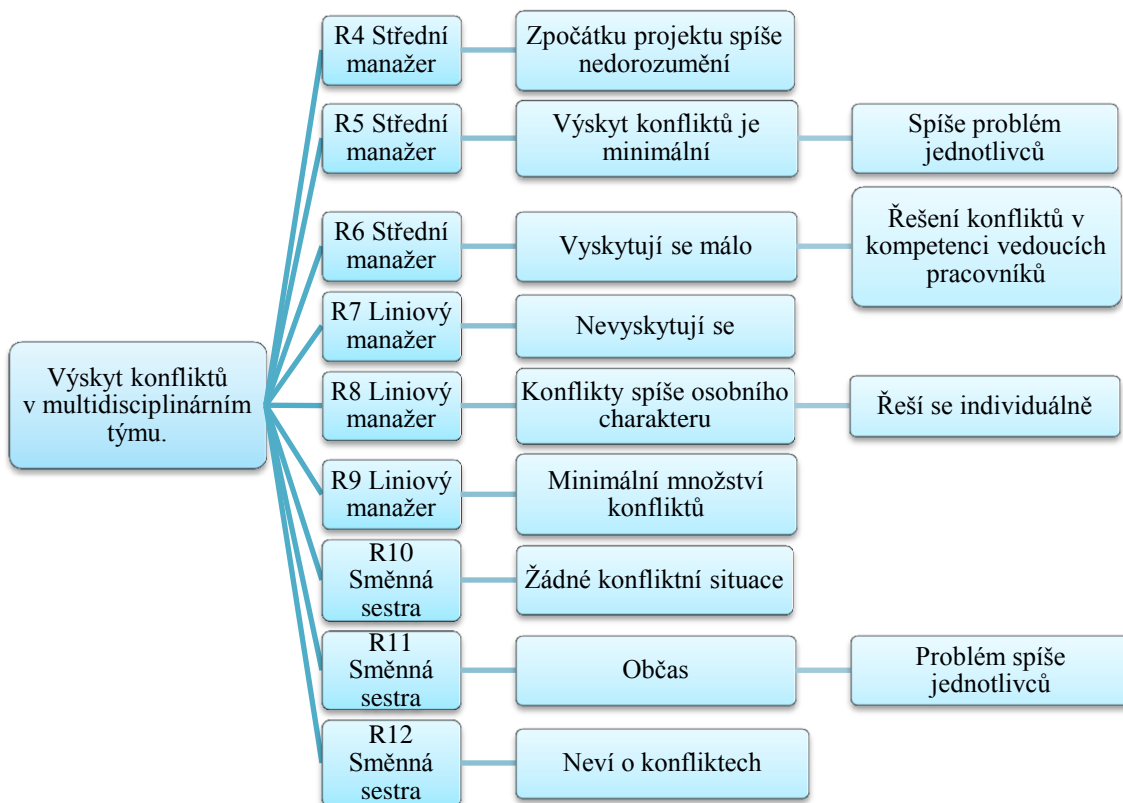 R4 Střední
manažer
Zpočátku projektu spíše
nedorozumění
R5 Střední
manažer
Výskyt konfliktů je
minimální
Spíše problém
jednotlivců
R6 Střední
manažer
Vyskytují se málo
Řešení konfliktů v
kompetenci vedoucích
pracovníků
R7 Liniový
manažer
Nevyskytují se
Výskyt konfliktů
v multidisciplinárním
týmu.
R8 Liniový
manažer
Konflikty spíše osobního
charakteru
Řeší se individuálně
R9 Liniový
manažer
Minimální množství
konfliktů
R10
Směnná
sestra
Žádné konfliktní situace
R11
Směnná
sestra
Občas
Problém spíše
jednotlivců
R12
Směnná
sestra
Neví o konfliktech